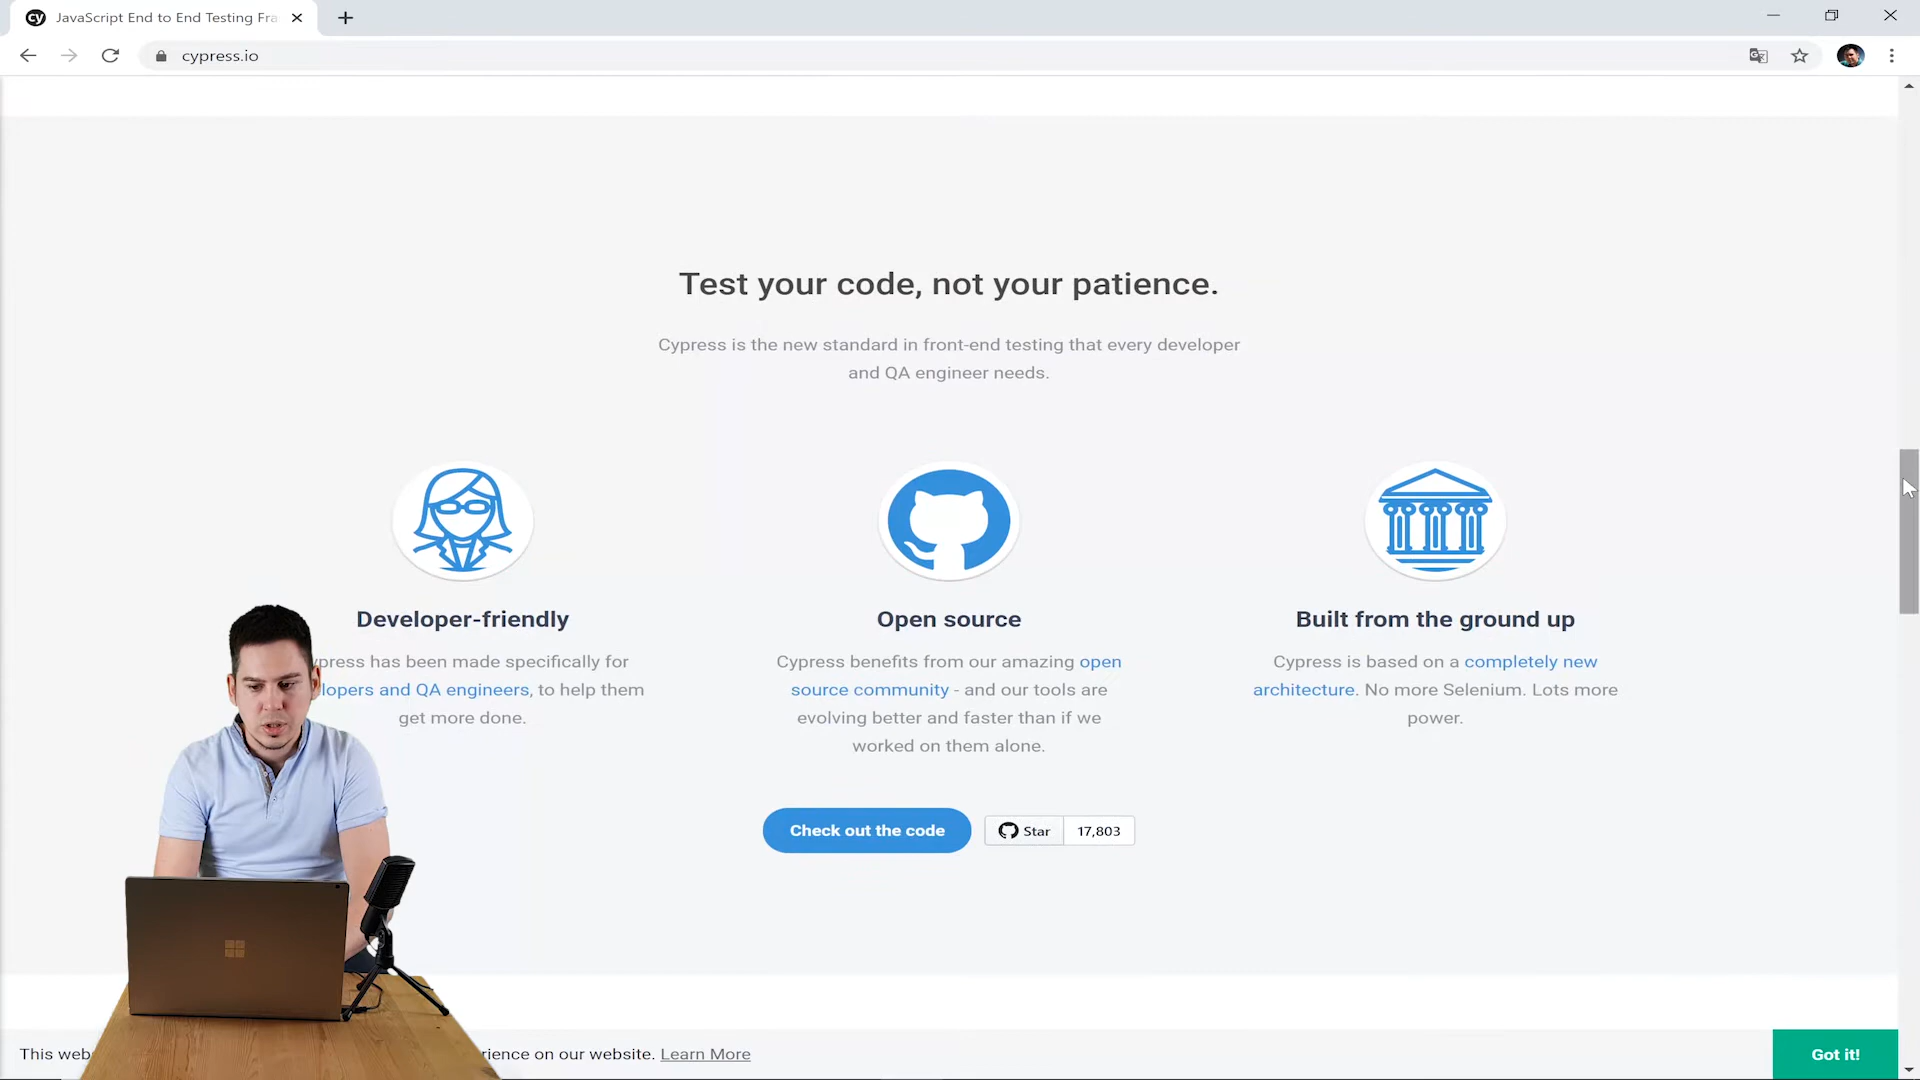 cy JavaScript End to End Testing Fra
cypress.io
Test your code, not your patience.
Cypress is the new standard in front-end testing that every developer
and QA engineer needs.
Developer-friendly
ypress has been made specifically for
lopers and QA engineers, to help them
get more done.
Open source
Cypress benefits from our amazing open
source community - and our tools are
evolving better and faster than if we
worked on them alone.
Built from the ground up
Cypress is based on a completely new
architecture. No more Selenium. Lots more
power.
Check out the code
Star 17,803
This web rience on our website. Learn More
Got it!